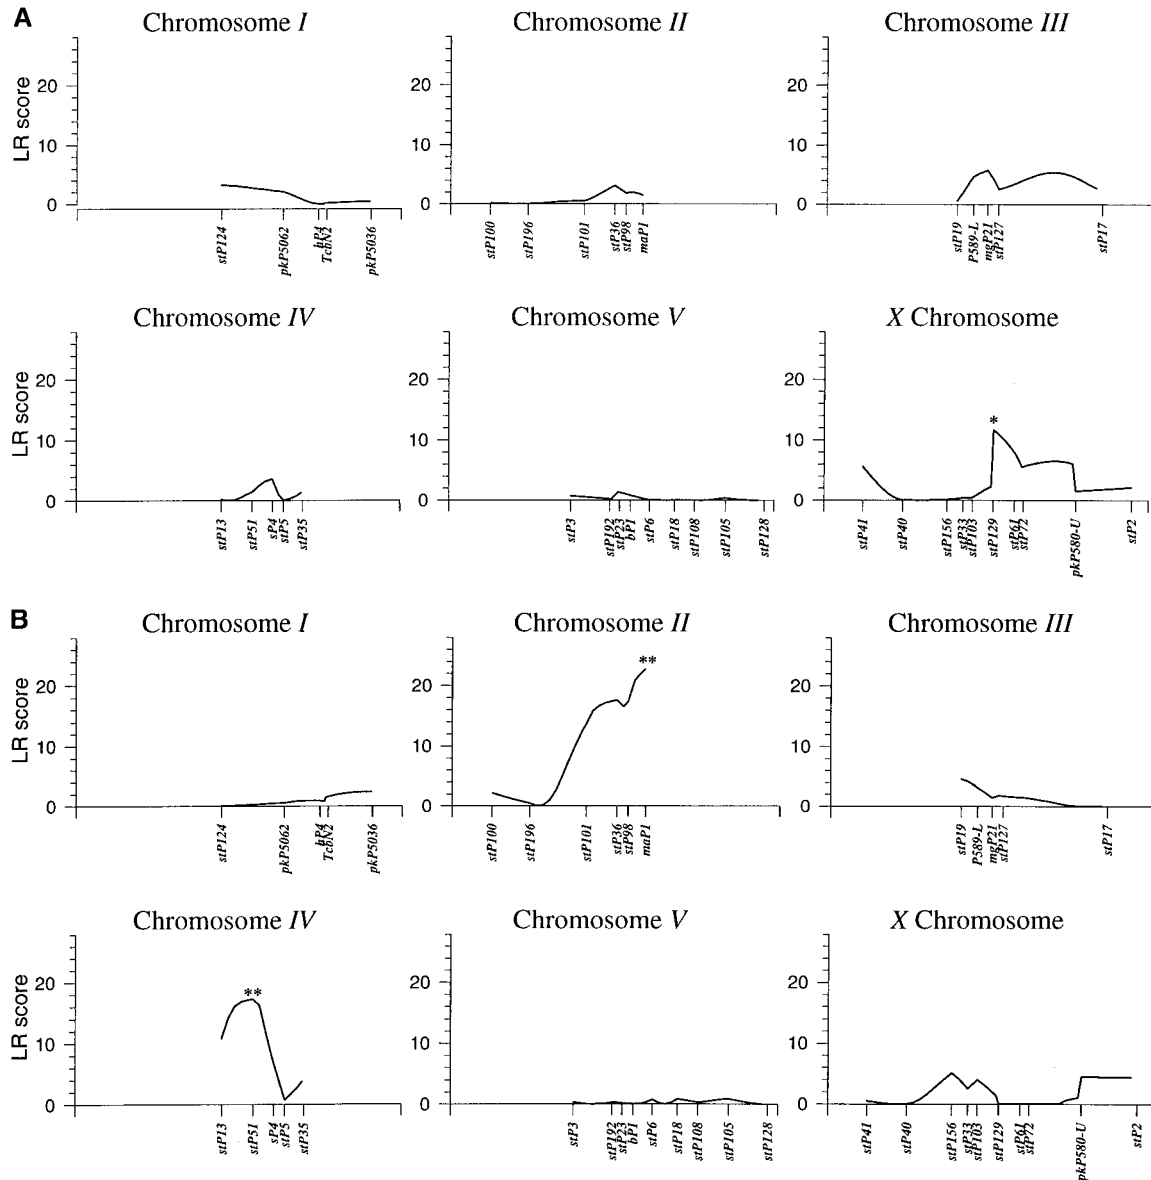 A
Chromosome I
Chromosome II
Chromosome III
LR score
20
10
0
20
10
0
20
10
0
stP124
pkP5062
hP4
TcbN2
pkP5036
stP100
stP196
stP101
stP36
stP98
maP1
stP19
P589-L
mgP21
stP127
stP17
Chromosome IV
Chromosome V
X Chromosome
LR score
20
10
0
20
10
0
20
10
0
*
stP13
stP51
sP4
stP5
stP35
stP3
stP192
stP23
bP1
stP6
stP18
stP108
stP105
stP128
stP41
stP40
stP156
stP33
stP103
stP129
stP61
stP72
pkP580-U
stP2
B
Chromosome I
Chromosome II
Chromosome III
LR score
20
10
0
20
10
0
20
10
0
**
stP124
pkP5062
hP4
TcbN2
pkP5036
stP100
stP196
stP101
stP36
stP98
maP1
stP19
P589-L
mgP21
stP127
stP17
Chromosome IV
Chromosome V
X Chromosome
LR score
20
10
0
20
10
0
20
10
0
**
stP13
stP51
sP4
stP5
stP35
stP3
stP192
stP23
bP1
stP6
stP18
stP108
stP105
stP128
stP41
stP40
stP156
stP33
stP103
stP129
stP61
stP72
pkP580-U
stP2